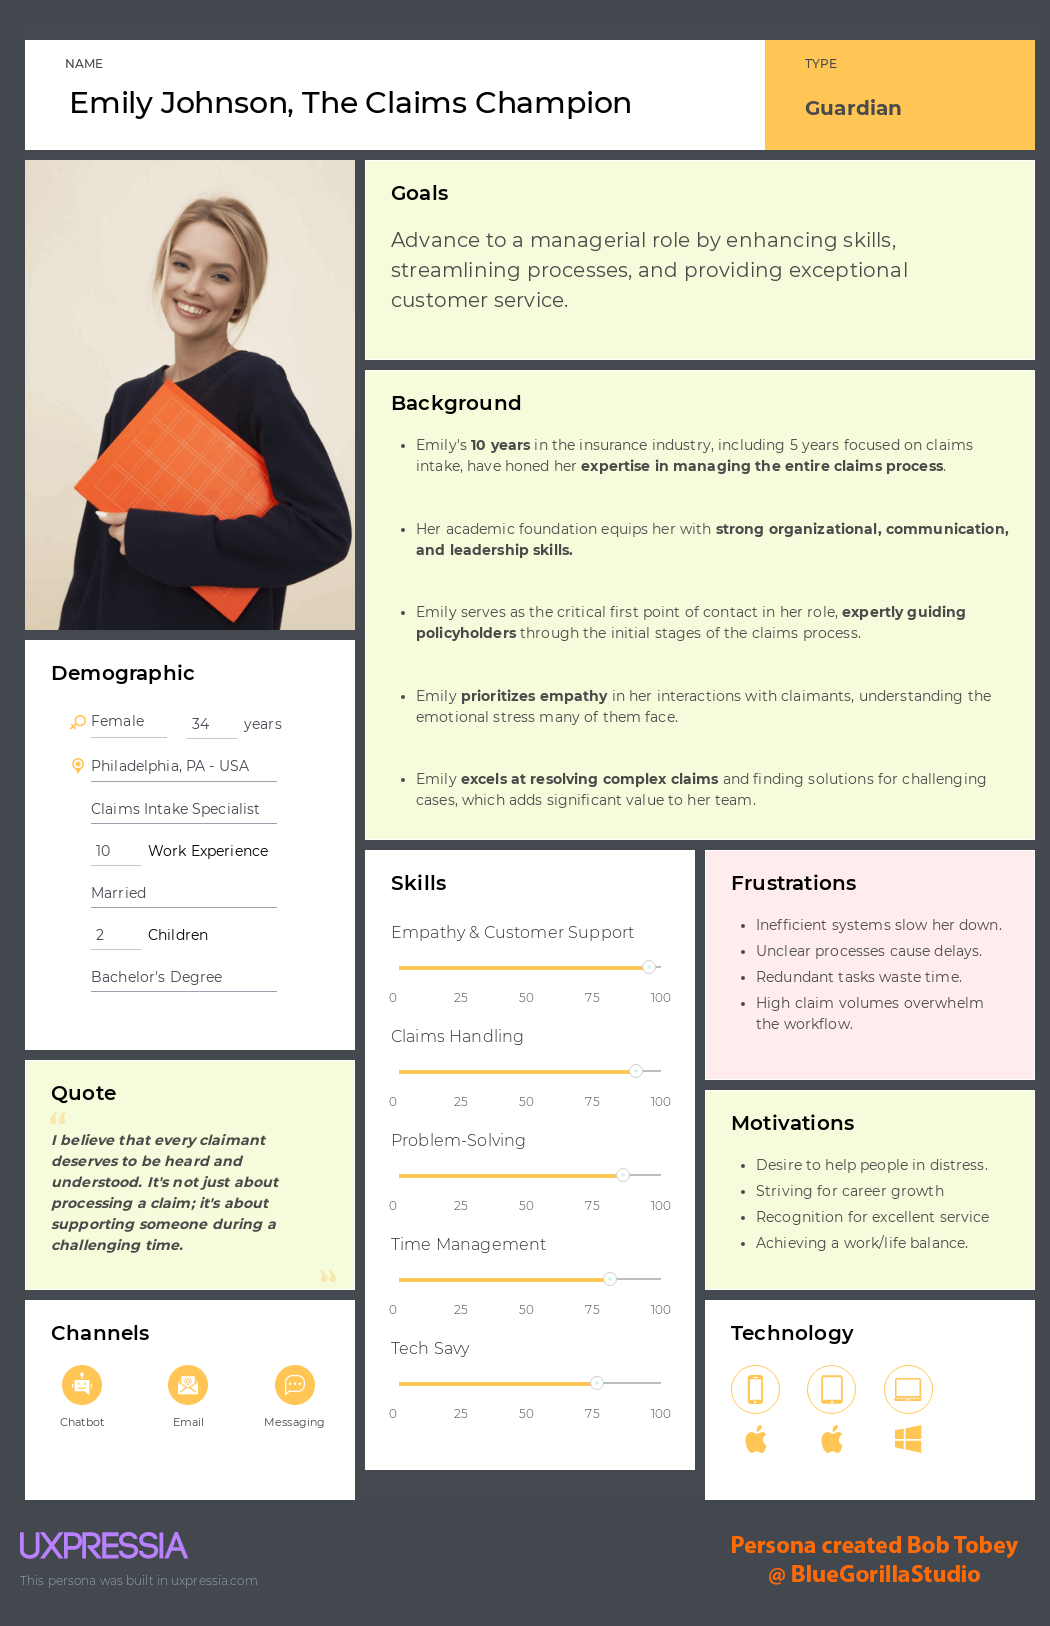 NAME
Emily Johnson, The Claims Champion
TYPE
Guardian
Goals
Advance to a managerial role by enhancing skills,
streamlining processes, and providing exceptional
customer service.
Background
• Emily's 10 years in the insurance industry, including 5 years focused on claims
intake, have honed her expertise in managing the entire claims process.
• Her academic foundation equips her with strong organizational, communication,
and leadership skills.
• Emily serves as the critical first point of contact in her role, expertly guiding
policyholders through the initial stages of the claims process.
• Emily prioritizes empathy in her interactions with claimants, understanding the
emotional stress many of them face.
• Emily excels at resolving complex claims and finding solutions for challenging
cases, which adds significant value to her team.
Demographic
Female 34 years
Philadelphia, PA - USA
Claims Intake Specialist
10 Work Experience
Married
2 Children
Bachelor's Degree
Quote
“
I believe that every claimant
deserves to be heard and
understood. It's not just about
processing a claim; it's about
supporting someone during a
challenging time.
”
Channels
Chatbot Email Messaging
Skills
Empathy & Customer Support
0 25 50 75 100
Claims Handling
0 25 50 75 100
Problem-Solving
0 25 50 75 100
Time Management
0 25 50 75 100
Tech Savy
0 25 50 75 100
Frustrations
• Inefficient systems slow her down.
• Unclear processes cause delays.
• Redundant tasks waste time.
• High claim volumes overwhelm
the workflow.
Motivations
• Desire to help people in distress.
• Striving for career growth
• Recognition for excellent service
• Achieving a work/life balance.
Technology
UXPRESSIA
This persona was built in uxpressia.com
Persona created Bob Tobey
@ BlueGorillaStudio